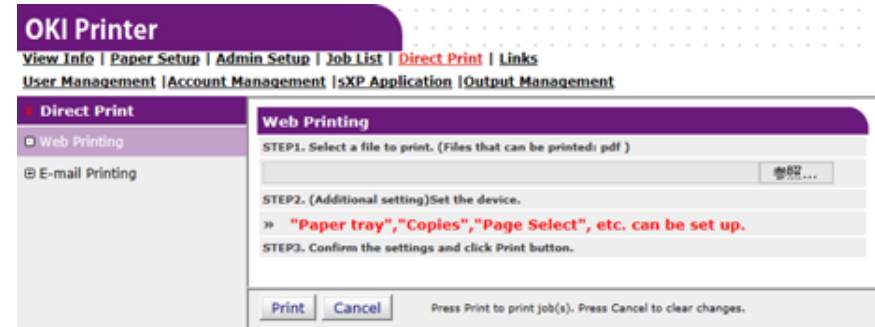 OKI Printer
View Info | Paper Setup | Admin Setup | Job List | Direct Print | Links
User Management |Account Management |sXP Application |Output Management
Direct Print
Web Printing
E-mail Printing
Web Printing
STEP1. Select a file to print. (Files that can be printed: pdf )
参照...
STEP2. (Additional setting)Set the device.
» "Paper tray","Copies","Page Select", etc. can be set up.
STEP3. Confirm the settings and click Print button.
Print Cancel Press Print to print job(s). Press Cancel to clear changes.